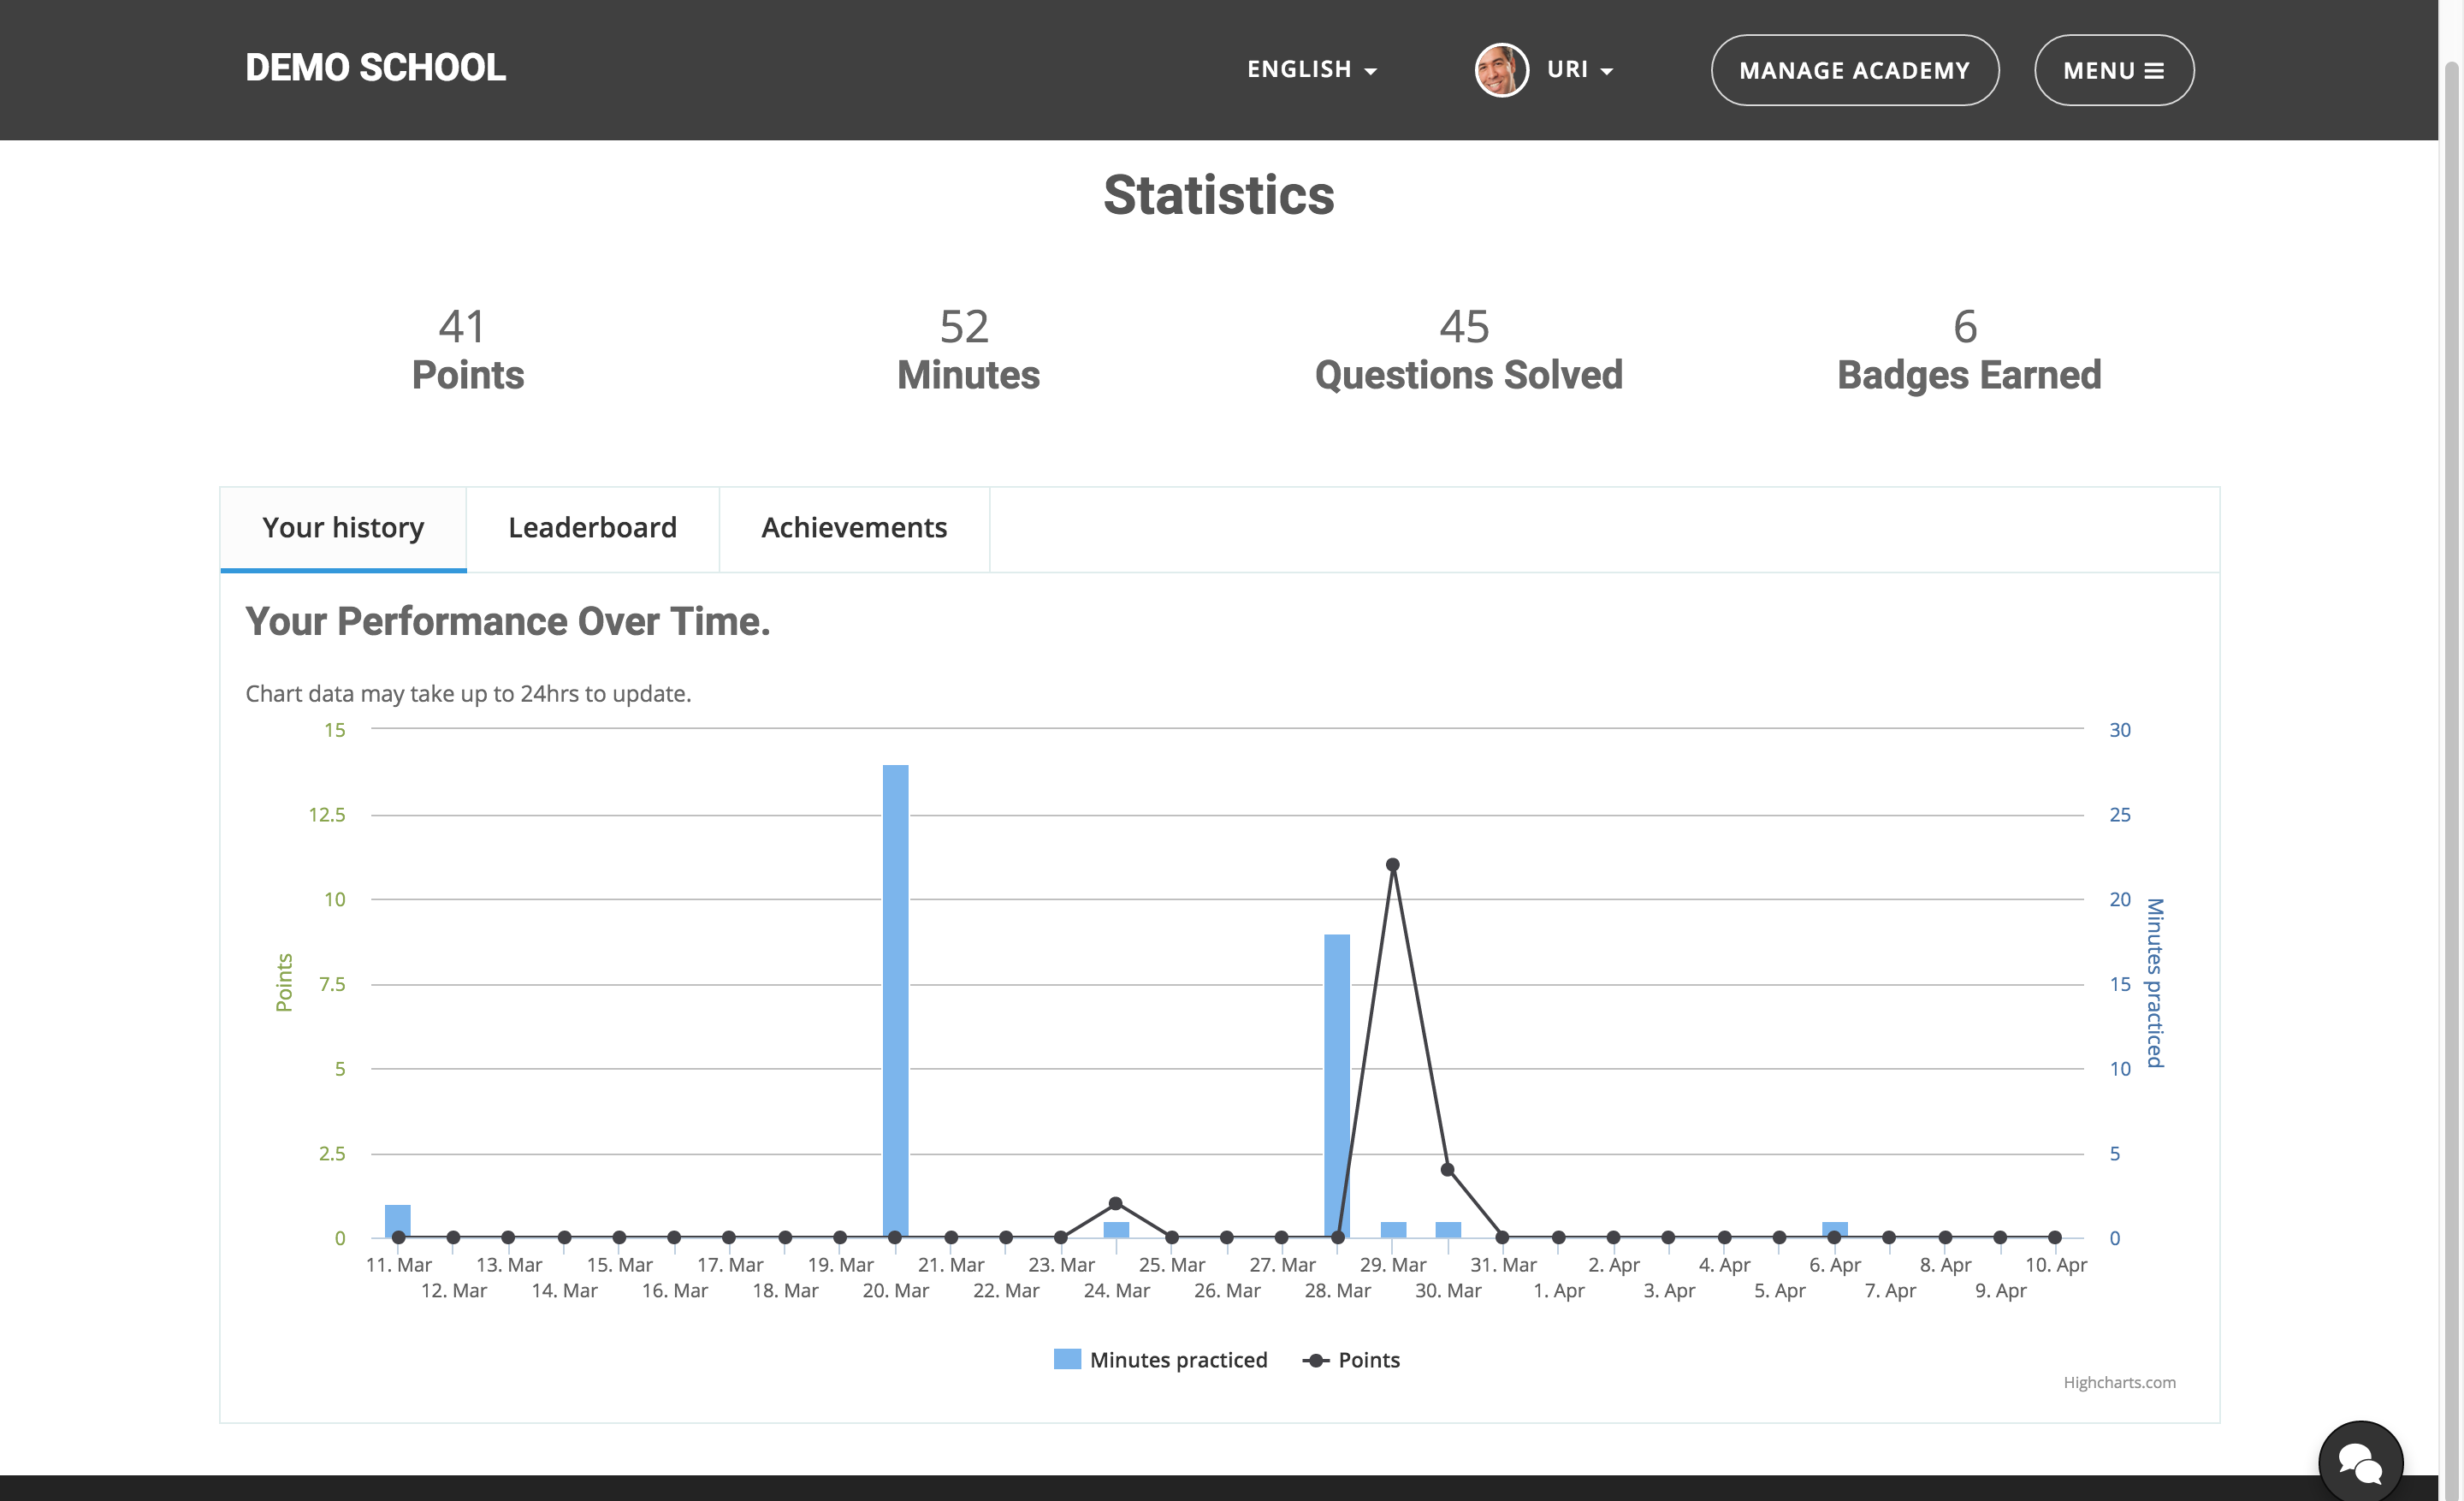 DEMO SCHOOL
ENGLISH
URI
MANAGE ACADEMY
MENU
Statistics
41
Points
52
Minutes
45
Questions Solved
6
Badges Earned
Your history
Leaderboard
Achievements
Your Performance Over Time.
Chart data may take up to 24hrs to update.
Points
15
12.5
10
7.5
5
2.5
0
30
25
20
15
10
5
0
Minutes practiced
11. Mar
12. Mar
13. Mar
14. Mar
15. Mar
16. Mar
17. Mar
18. Mar
19. Mar
20. Mar
21. Mar
22. Mar
23. Mar
24. Mar
25. Mar
26. Mar
27. Mar
28. Mar
29. Mar
30. Mar
31. Mar
1. Apr
2. Apr
3. Apr
4. Apr
5. Apr
6. Apr
7. Apr
8. Apr
9. Apr
10. Apr
Minutes practiced
Points
Highcharts.com